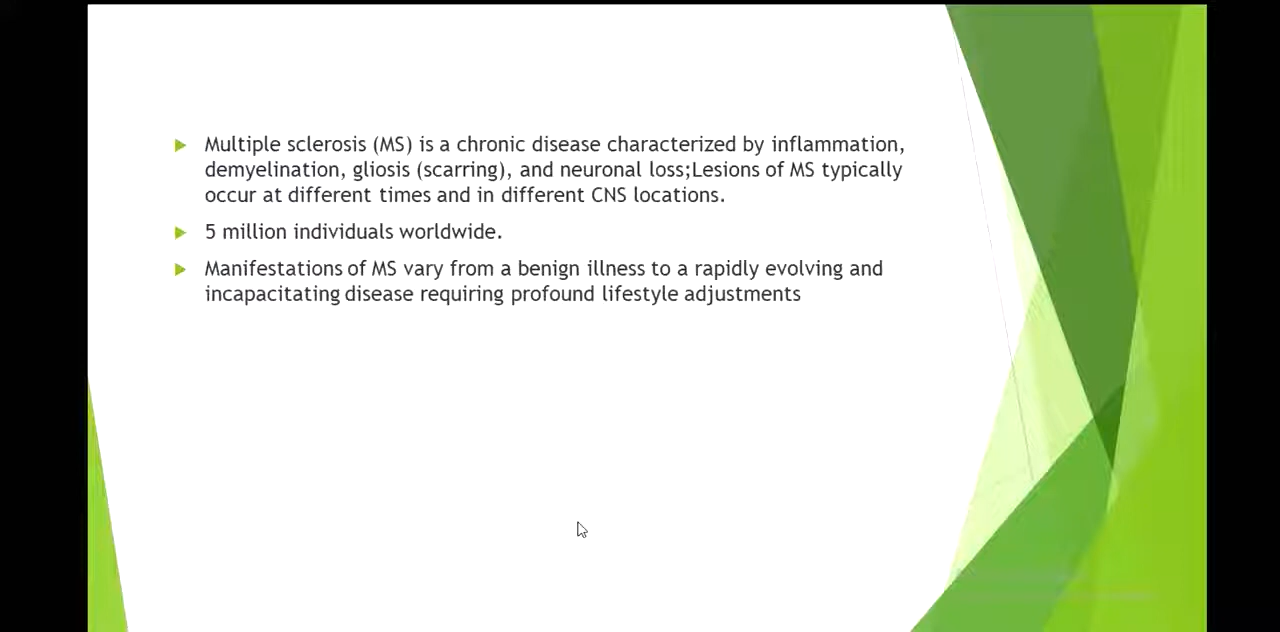 Multiple sclerosis (MS) is a chronic disease characterized by inflammation,
demyelination, gliosis (scarring), and neuronal loss;Lesions of MS typically
occur at different times and in different CNS locations.
5 million individuals worldwide.
Manifestations of MS vary from a benign illness to a rapidly evolving and
incapacitating disease requiring profound lifestyle adjustments